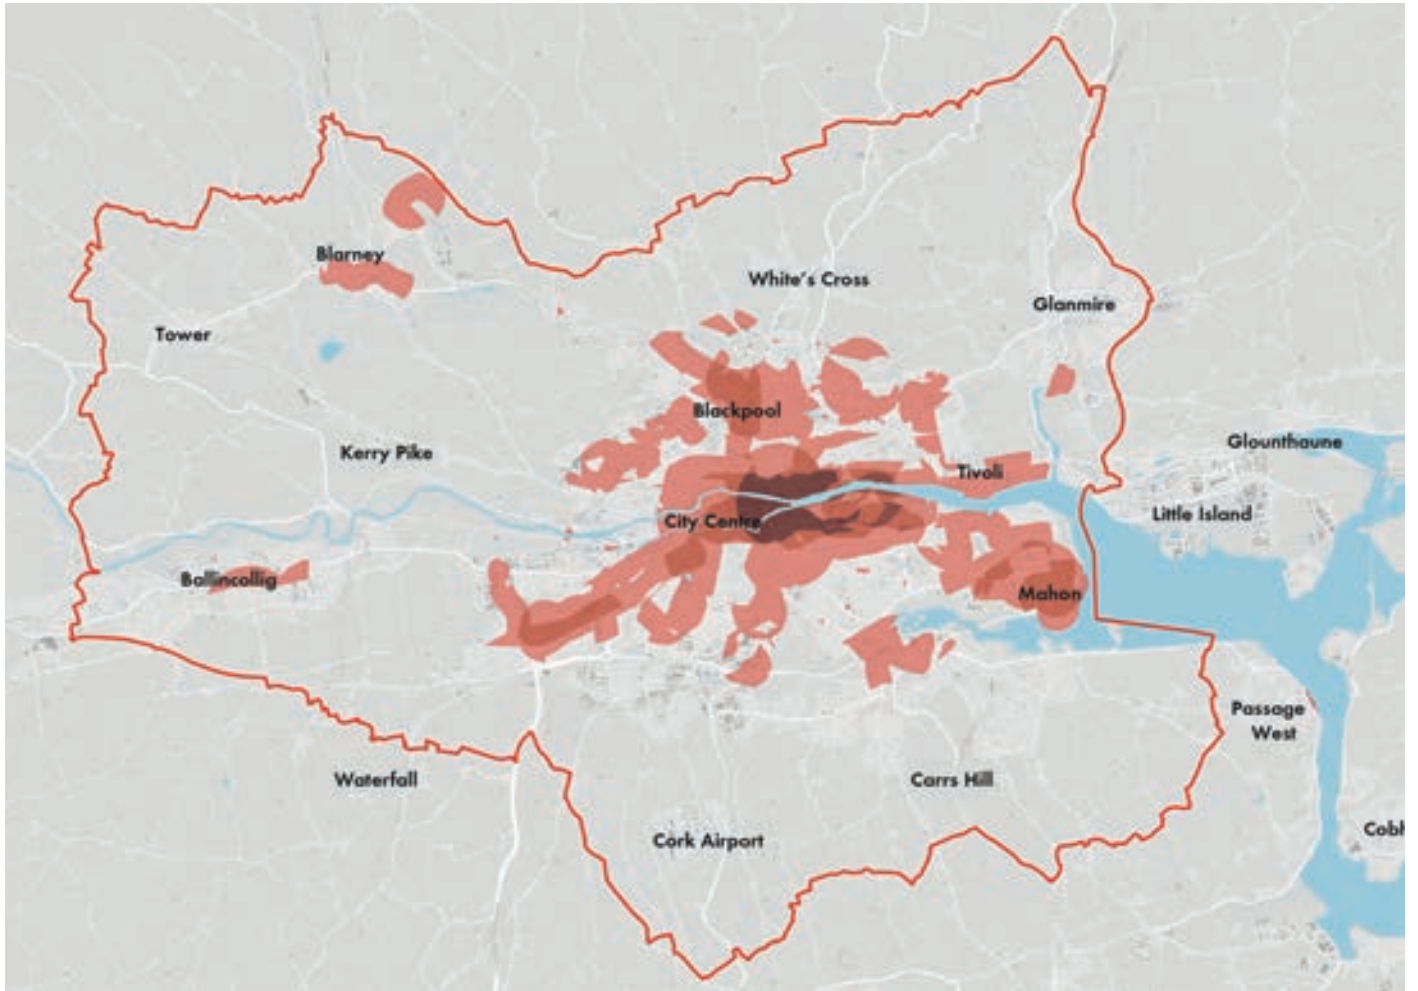 Blarney
White's Cross
Glanmire
Tower
Blackpool
Glounthaune
Kerry Pike
Tivoli
Little Island
City Centre
Ballincollig
Mahon
Passage
West
Waterfall
Carrs Hill
Cork Airport
Cobh